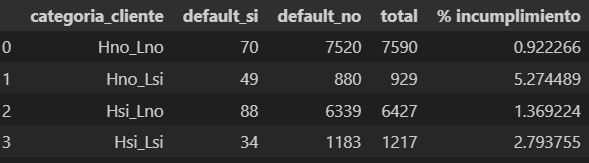 categoria_cliente default_si default_no total % incumplimiento
0 Hno_Lno 70 7520 7590 0.922266
1 Hno_Lsi 49 880 929 5.274489
2 Hsi_Lno 88 6339 6427 1.369224
3 Hsi_Lsi 34 1183 1217 2.793755